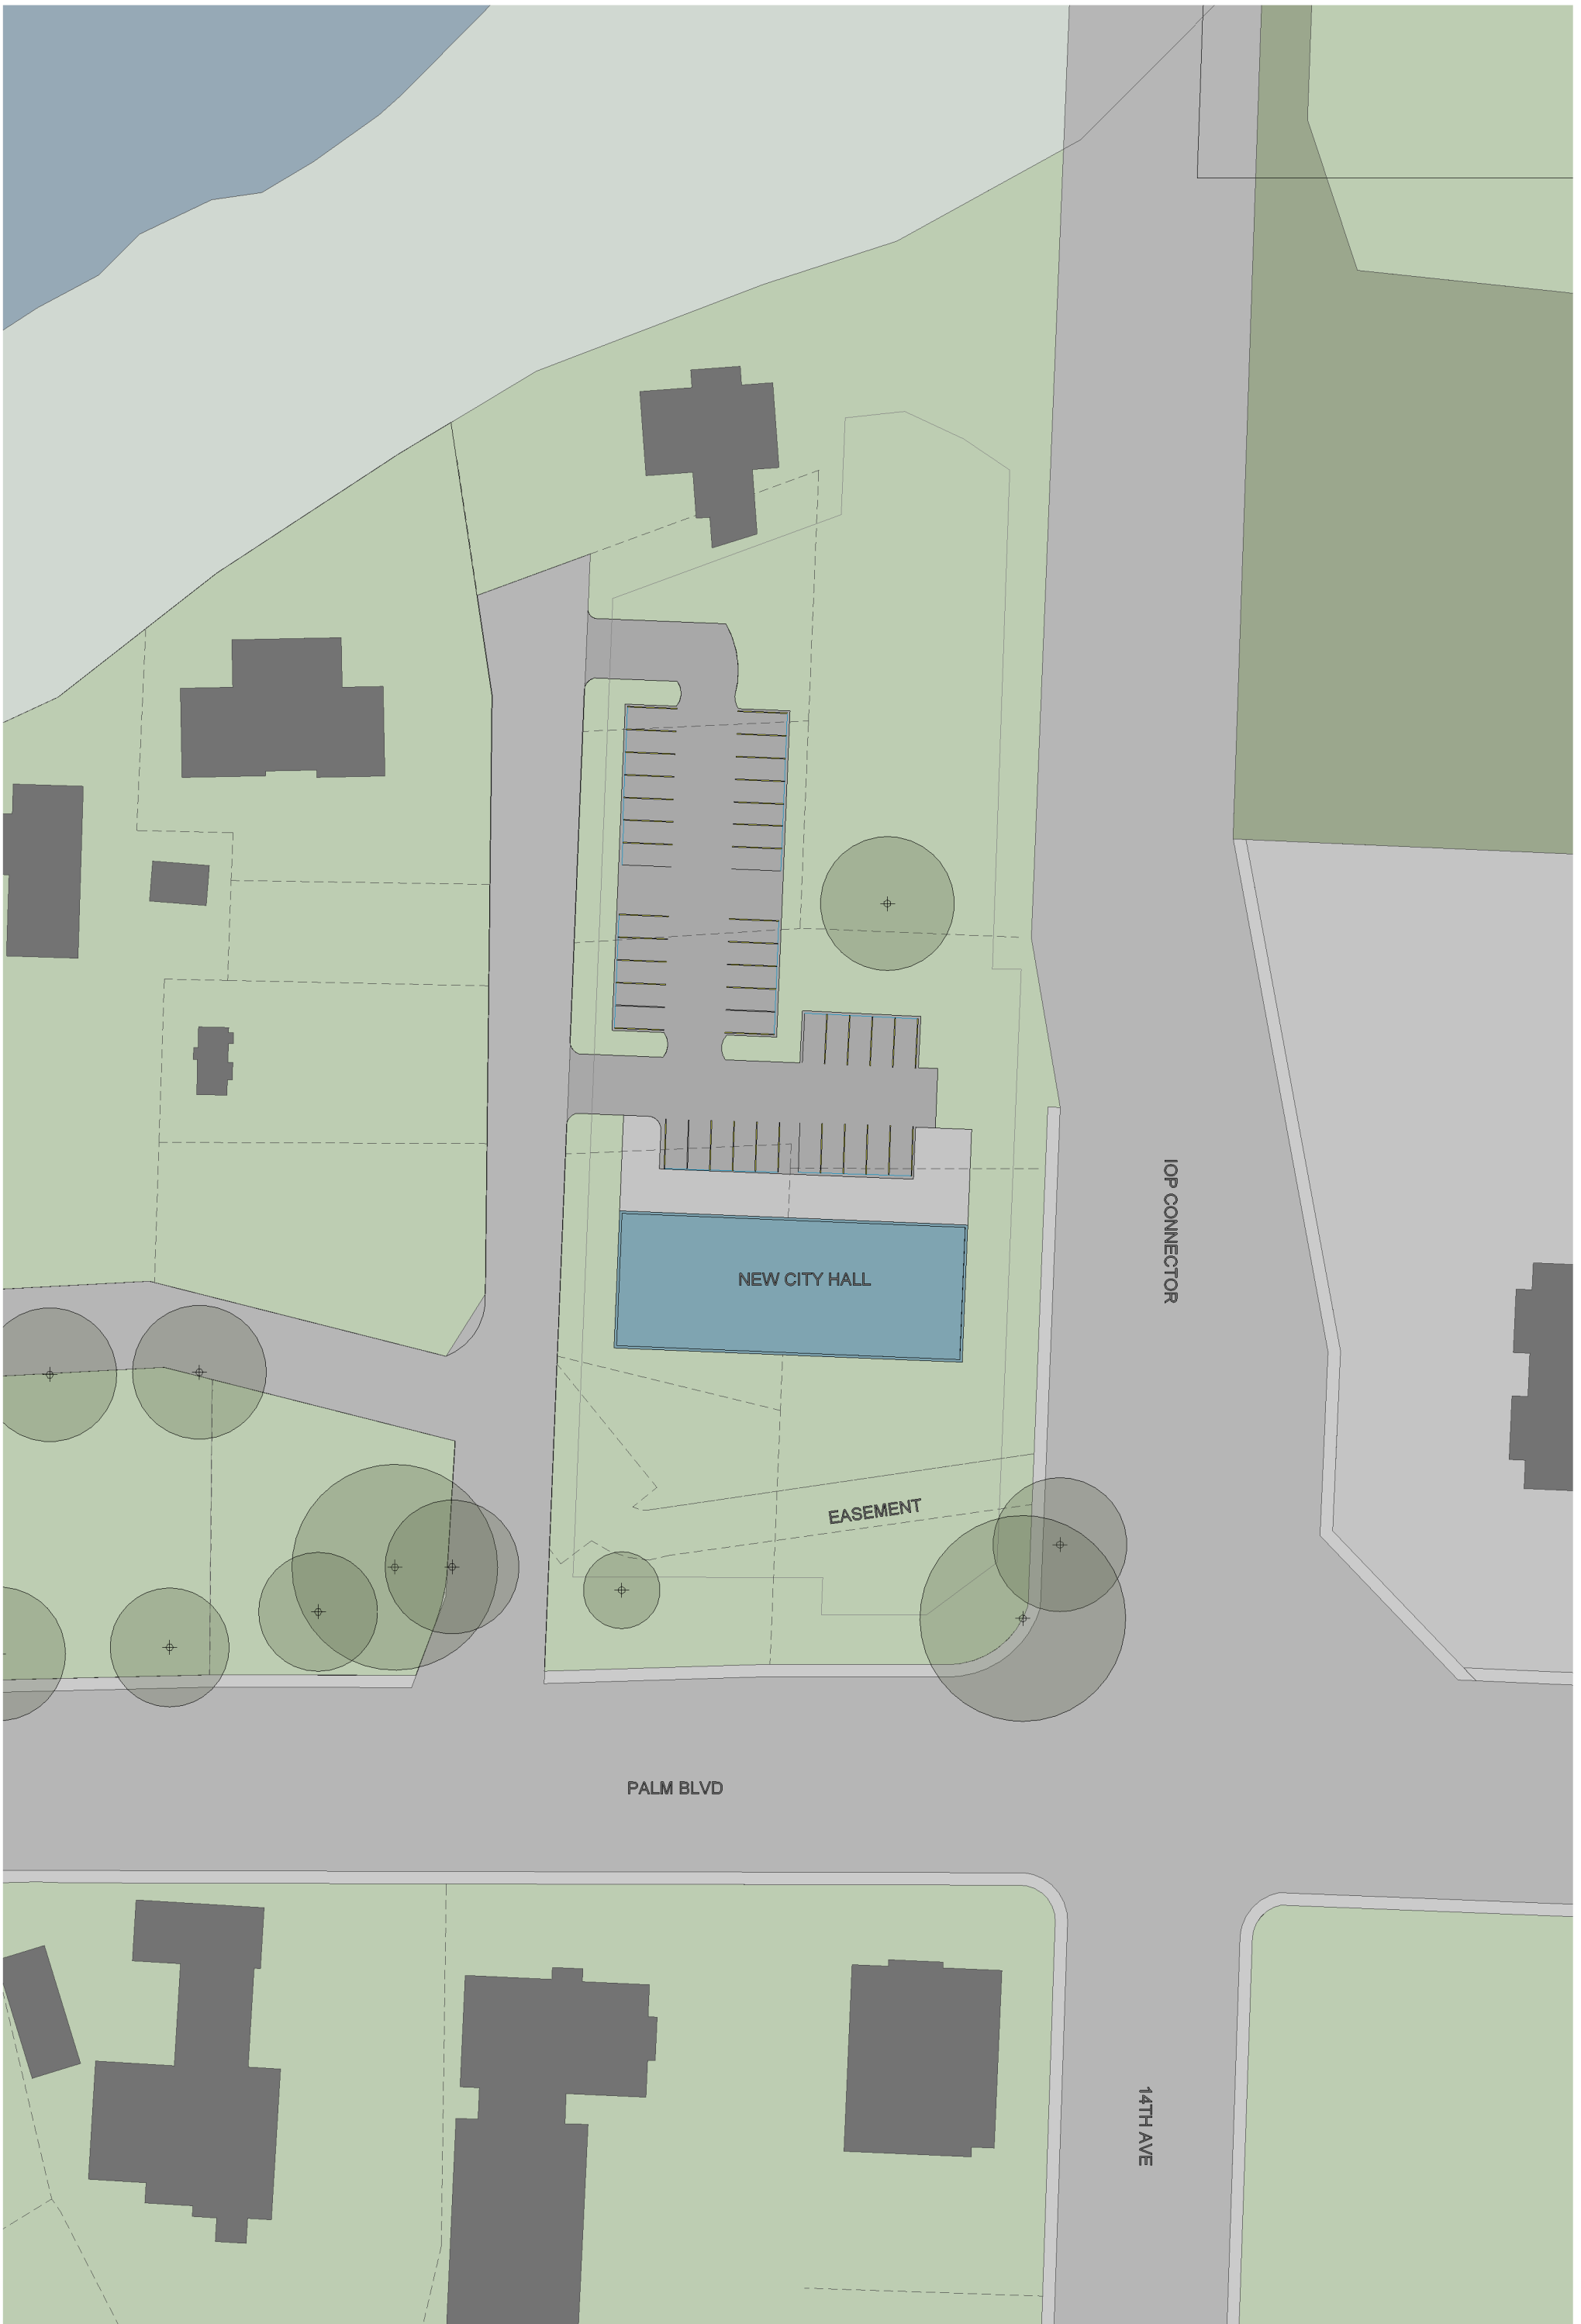 IOP CONNECTOR
NEW CITY HALL
EASEMENT
PALM BLVD
14TH AVE